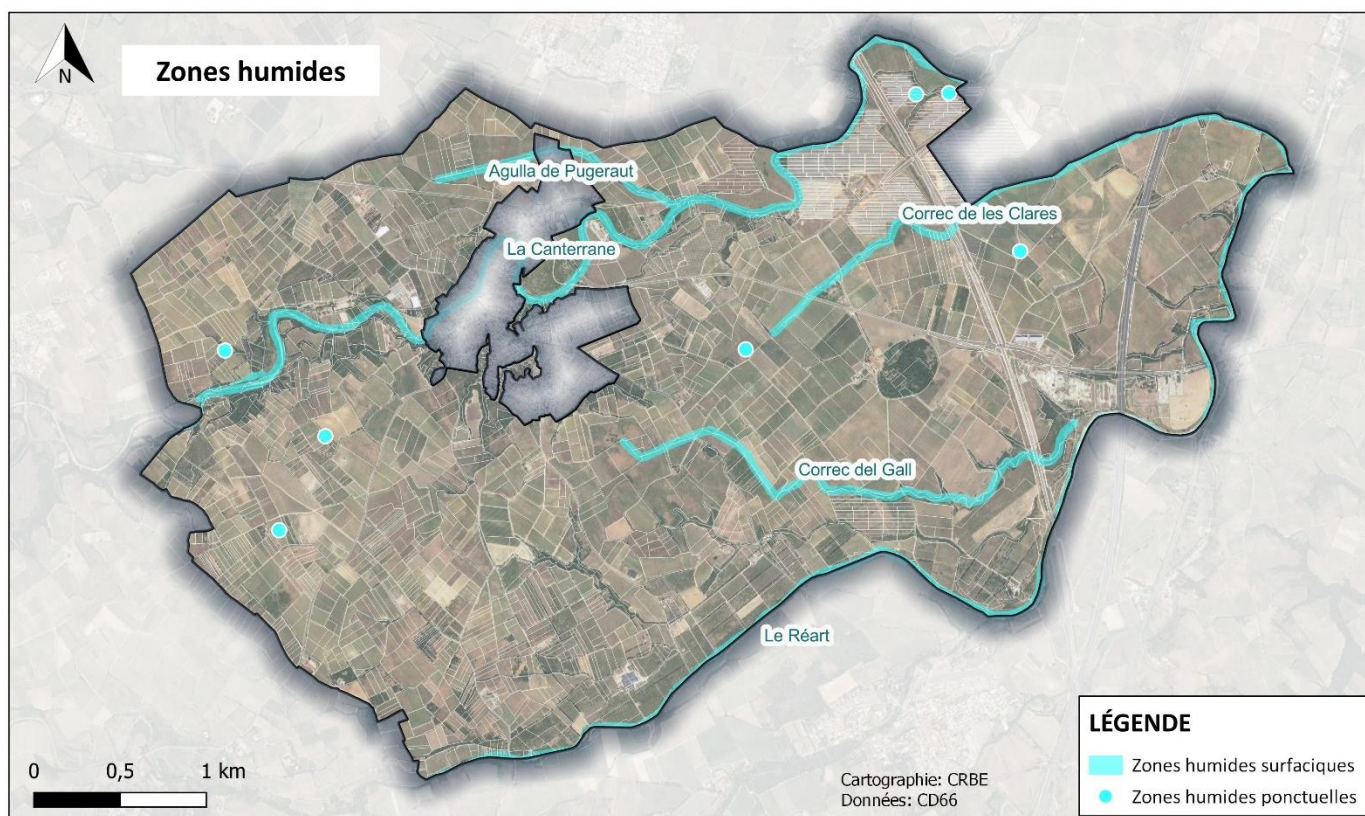 N
Zones humides
Agulla de Pugeraut
Correc de les Clares
La Canterrane
Correc del Gall
Le Réart
0 0,5 1 km
Cartographie: CRBE
Données: CD66
LÉGENDE
Zones humides surfaciques
Zones humides ponctuelles